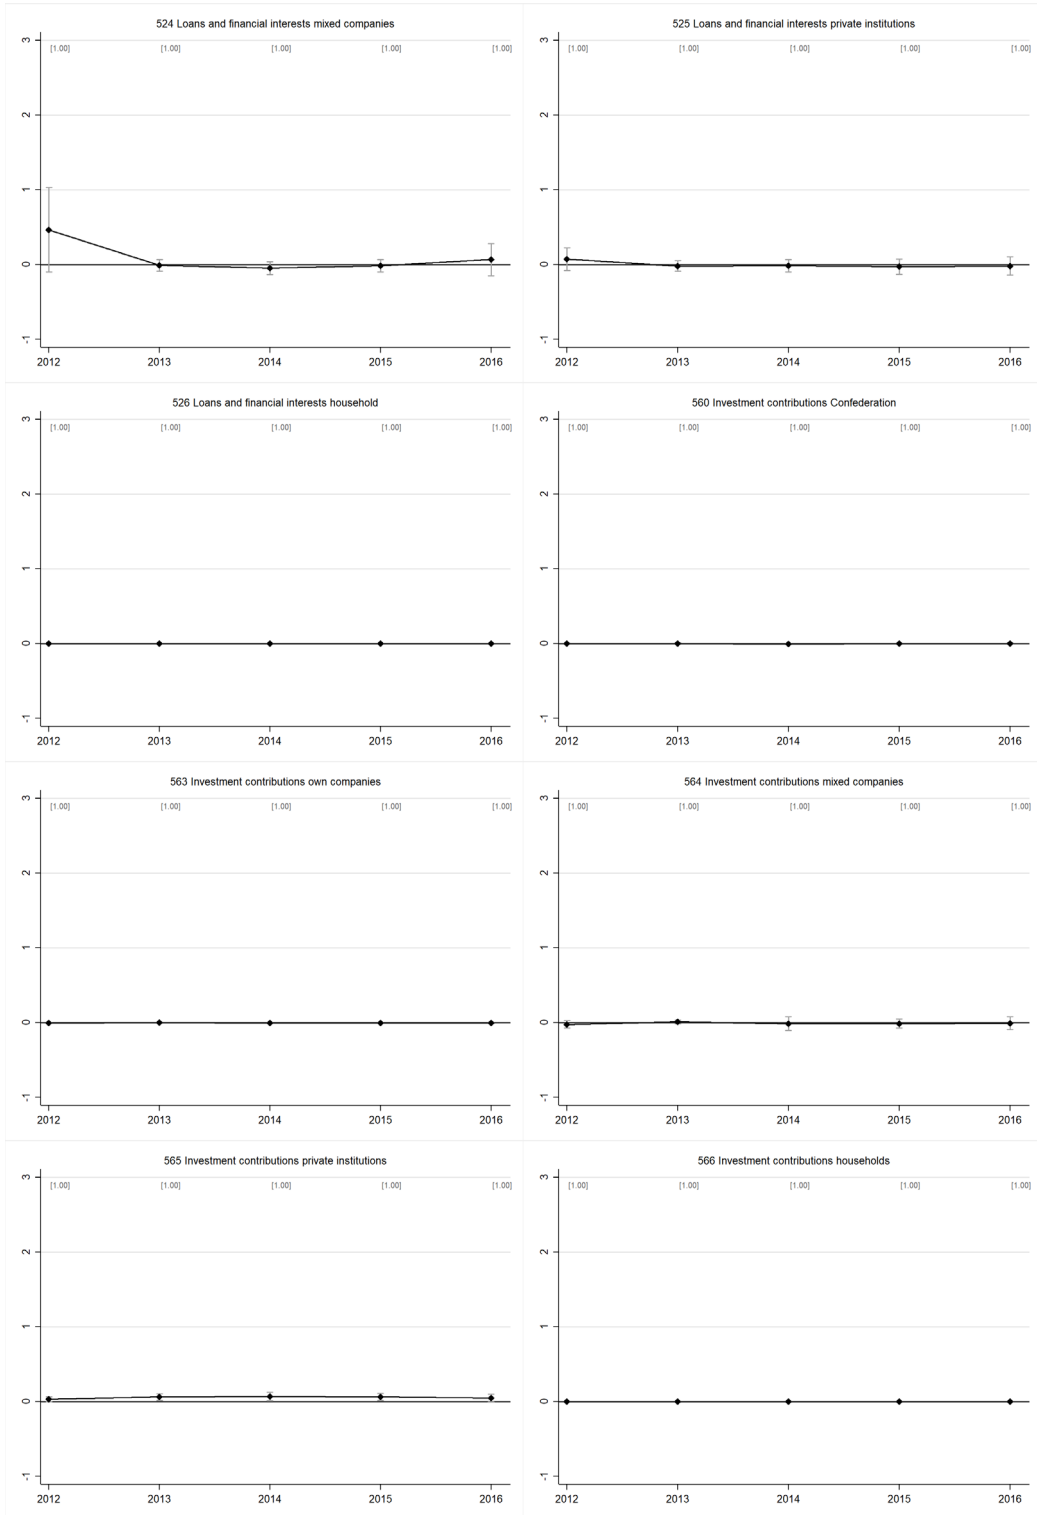 524 Loans and financial interests mixed companies
3
[1.00] [1.00] [1.00] [1.00] [1.00]
2
1
0
-1
2012 2013 2014 2015 2016
525 Loans and financial interests private institutions
3
[1.00] [1.00] [1.00] [1.00] [1.00]
2
1
0
-1
2012 2013 2014 2015 2016
526 Loans and financial interests household
3
[1.00] [1.00] [1.00] [1.00] [1.00]
2
1
0
-1
2012 2013 2014 2015 2016
560 Investment contributions Confederation
3
[1.00] [1.00] [1.00] [1.00] [1.00]
2
1
0
-1
2012 2013 2014 2015 2016
563 Investment contributions own companies
3
[1.00] [1.00] [1.00] [1.00] [1.00]
2
1
0
-1
2012 2013 2014 2015 2016
564 Investment contributions mixed companies
3
[1.00] [1.00] [1.00] [1.00] [1.00]
2
1
0
-1
2012 2013 2014 2015 2016
565 Investment contributions private institutions
3
[1.00] [1.00] [1.00] [1.00] [1.00]
2
1
0
-1
2012 2013 2014 2015 2016
566 Investment contributions households
3
[1.00] [1.00] [1.00] [1.00] [1.00]
2
1
0
-1
2012 2013 2014 2015 2016